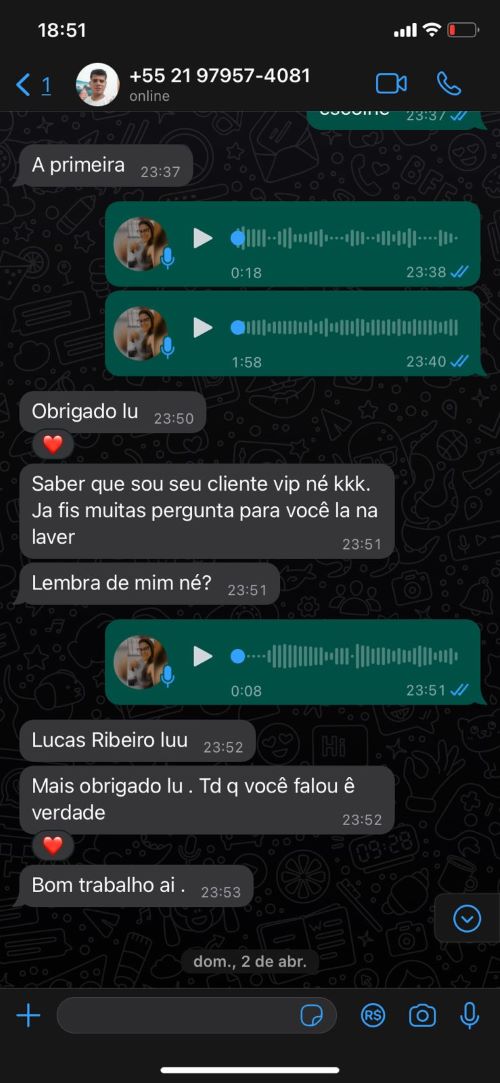 18:51
1
+55 21 97957-4081
online
escolhe 23:37
A primeira 23:37
0:18 23:38
1:58 23:40
Obrigado lu 23:50
Saber que sou seu cliente vip né kkk.
Ja fis muitas pergunta para você la na
laver
23:51
Lembra de mim né? 23:51
0:08 23:51
Lucas Ribeiro luu 23:52
Mais obrigado lu . Td q você falou ê
verdade
23:52
Bom trabalho ai . 23:53
dom., 2 de abr.
R$